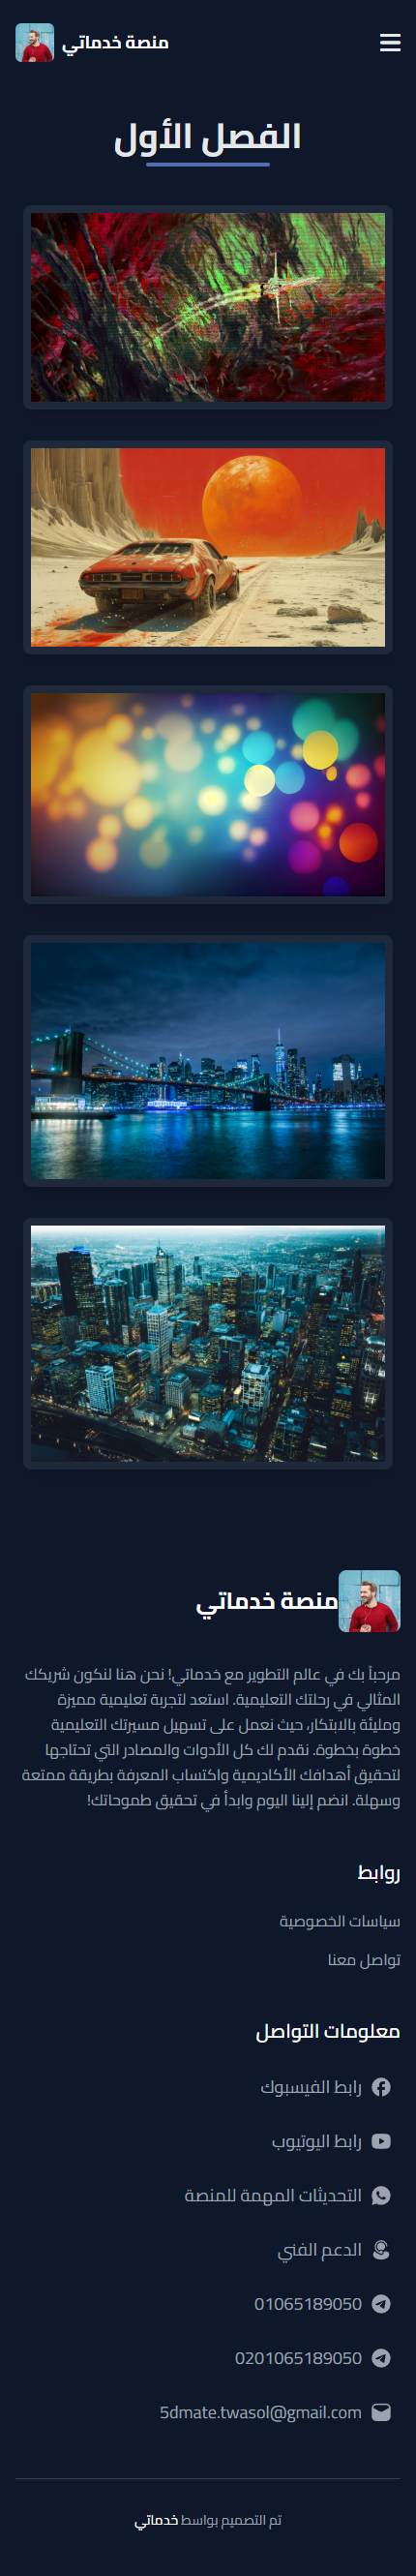 منصة خدماتي
الفصل الأول
منصة خدماتي
مرحباً بك في عالم التطوير مع خدماتي! نحن هنا لنكون شريكك
المثالي في رحلتك التعليمية. استعد لتجربة تعليمية مميزة
ومليئة بالابتكار، حيث نعمل على تسهيل مسيرتك التعليمية
خطوة بخطوة. نقدم لك كل الأدوات والمصادر التي تحتاجها
لتحقيق أهدافك الأكاديمية واكتساب المعرفة بطريقة ممتعة
وسهلة. انضم إلينا اليوم وابدأ في تحقيق طموحاتك!
روابط
سياسات الخصوصية
تواصل معنا
معلومات التواصل
رابط الفيسبوك
رابط اليوتيوب
التحديثات المهمة للمنصة
الدعم الفني
01065189050
0201065189050
5dmate.twasol@gmail.com
تم التصميم بواسط خدماتي